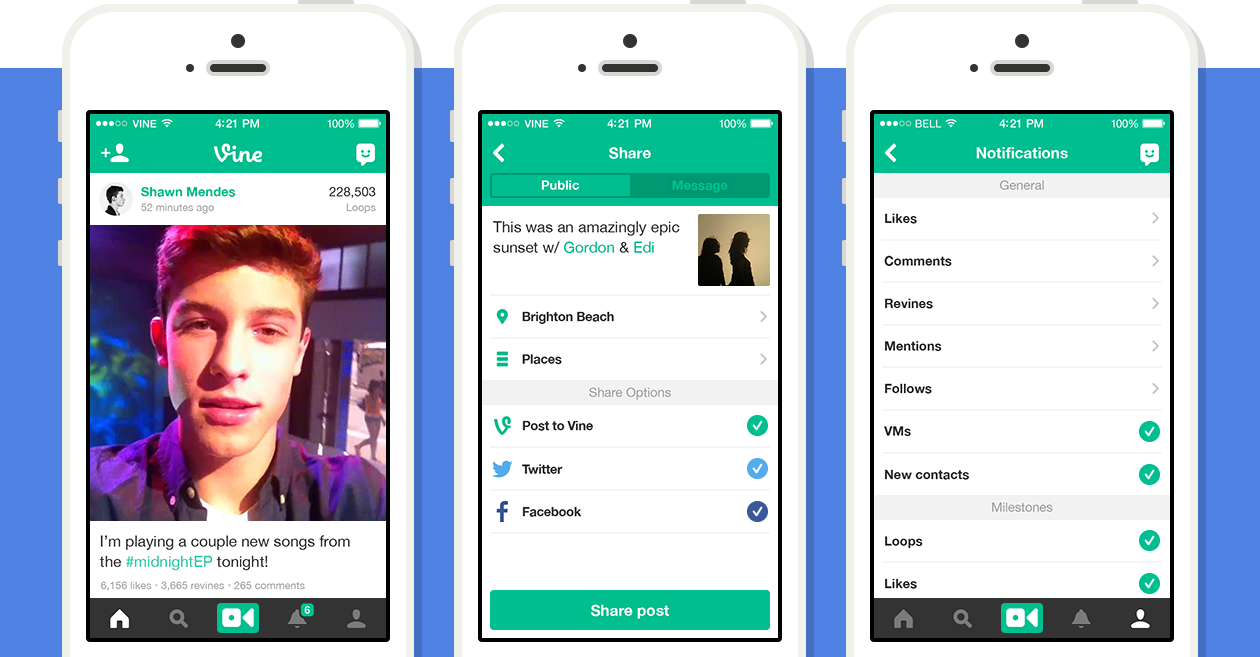 VINE 4:21 PM 100%
Vine
Shawn Mendes 228,503
52 minutes ago Loops
I'm playing a couple new songs from
the #midnightEP tonight!
6,156 likes · 3,665 revines · 265 comments
6
VINE 4:21 PM 100%
Share
Public Message
This was an amazingly epic
sunset w/ Gordon & Edi
Brighton Beach
Places
Share Options
Post to Vine
Twitter
Facebook
Share post
BELL 4:21 PM 100%
Notifications
General
Likes
Comments
Revines
Mentions
Follows
VMs
New contacts
Milestones
Loops
Likes